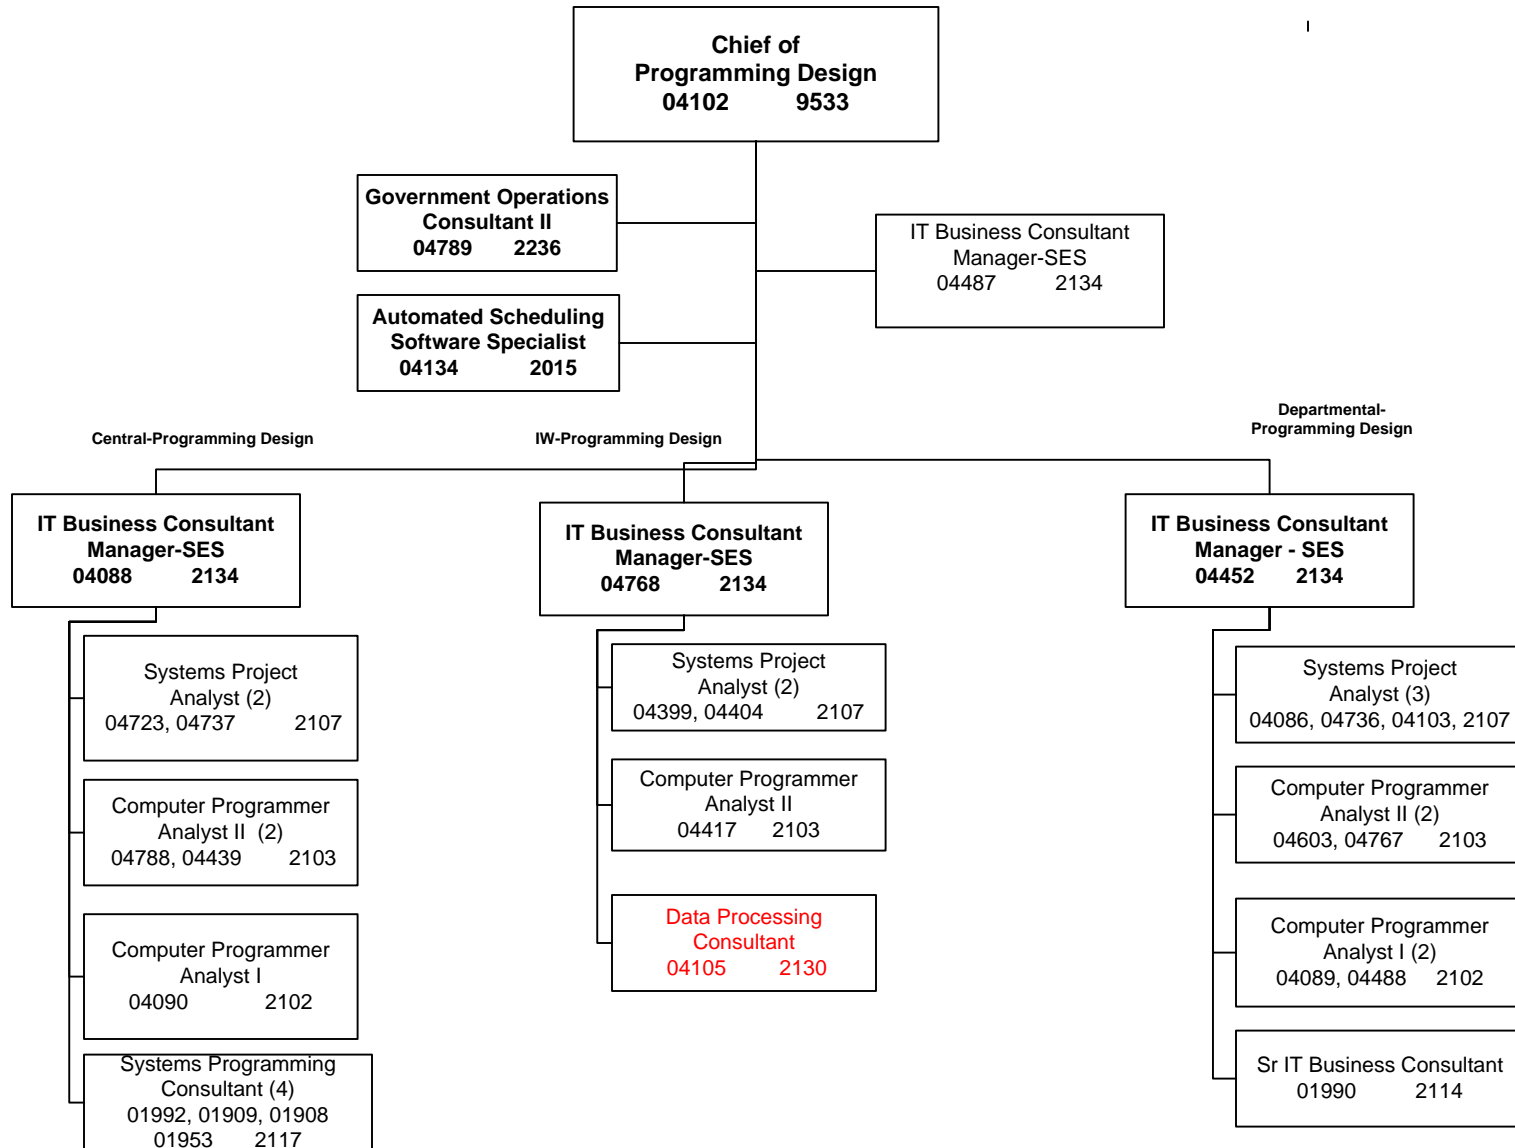 Chief of
Programming Design
04102 9533
Government Operations
Consultant II
04789 2236
IT Business Consultant
Manager-SES
04487 2134
Automated Scheduling
Software Specialist
04134 2015
Central-Programming Design
IW-Programming Design
Departmental-
Programming Design
IT Business Consultant
Manager-SES
04088 2134
IT Business Consultant
Manager-SES
04768 2134
IT Business Consultant
Manager - SES
04452 2134
Systems Project
Analyst (2)
04723, 04737 2107
Computer Programmer
Analyst II (2)
04788, 04439 2103
Computer Programmer
Analyst I
04090 2102
Systems Programming
Consultant (4)
01992, 01909, 01908
01953 2117
Systems Project
Analyst (2)
04399, 04404 2107
Computer Programmer
Analyst II
04417 2103
Data Processing
Consultant
04105 2130
Systems Project
Analyst (3)
04086, 04736, 04103, 2107
Computer Programmer
Analyst II (2)
04603, 04767 2103
Computer Programmer
Analyst I (2)
04089, 04488 2102
Sr IT Business Consultant
01990 2114